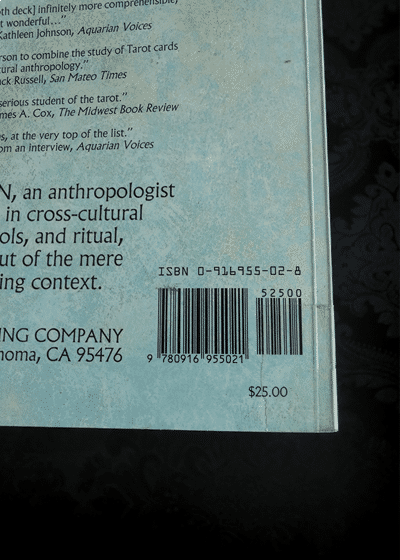 oth deck] infinitely more comprehensible,
t wonderful..."
Kathleen Johnson, Aquarian Voices
rson to combine the study of Tarot cards
tural anthropology."
ck Russell, San Mateo Times
serious student of the tarot."
mes A. Cox, The Midwest Book Review
s, at the very top of the list."
om an interview, Aquarian Voices
N, an anthropologist
in cross-cultural
ols, and ritual,
ut of the mere
ing context.
ISBN 0-916955-02-8
52500
ING COMPANY
noma, CA 95476
9 780916 955021
$25.00